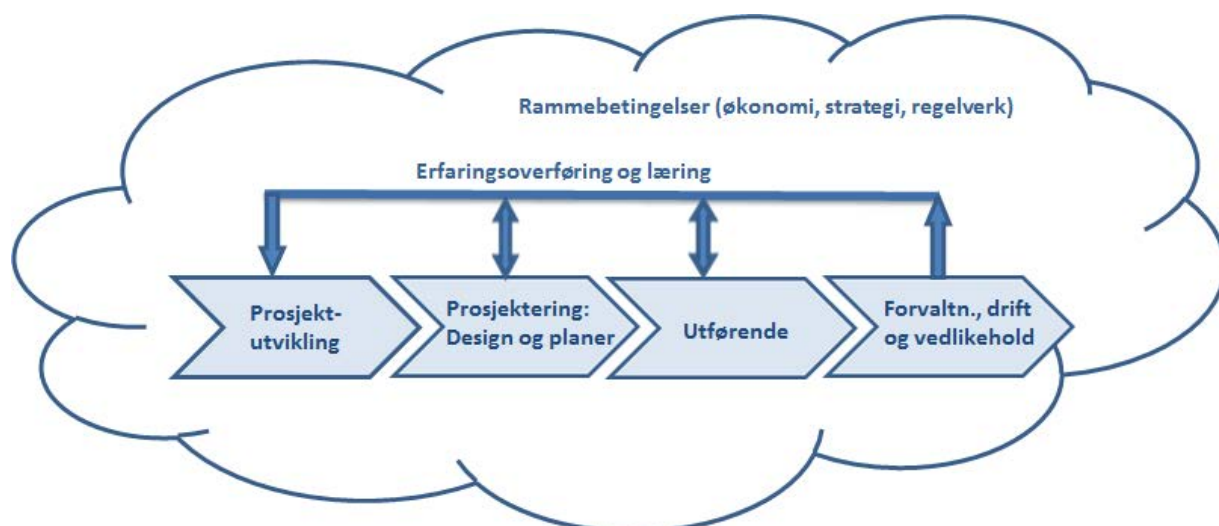 Rammebetingelser (økonomi, strategi, regelverk)
Erfaringsoverføring og læring
Prosjekt-
utvikling
Prosjektering:
Design og planer
Utførende
Forvaltn., drift
og vedlikehold